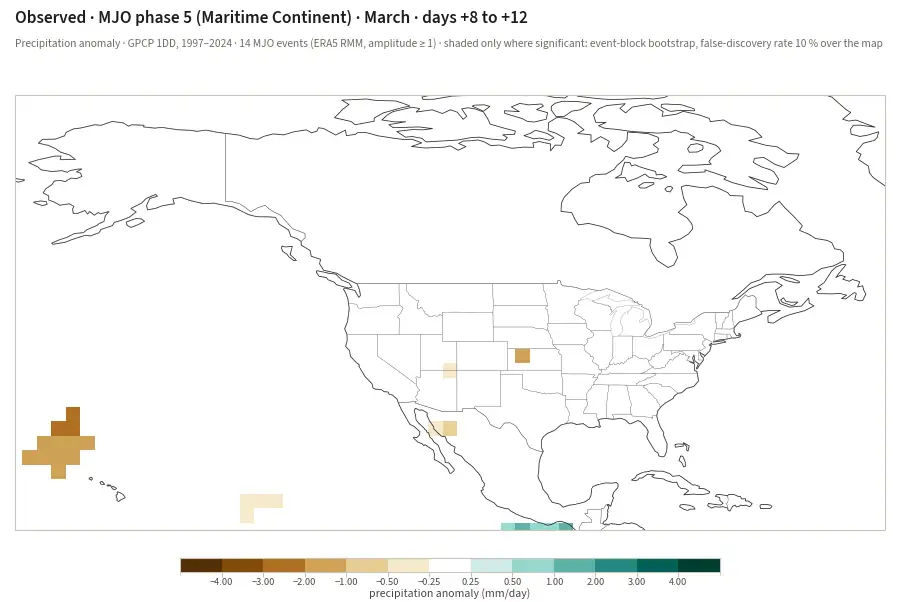 Observed · MJO phase 5 (Maritime Continent) · March · days +8 to +12
Precipitation anomaly · GPCP 1DD, 1997–2024 · 14 MJO events (ERA5 RMM, amplitude ≥ 1) · shaded only where significant: event-block bootstrap, false-discovery rate 10 % over the map
−4.00 −3.00 −2.00 −1.00 −0.50 −0.25 0.25 0.50 1.00 2.00 3.00 4.00
precipitation anomaly (mm/day)